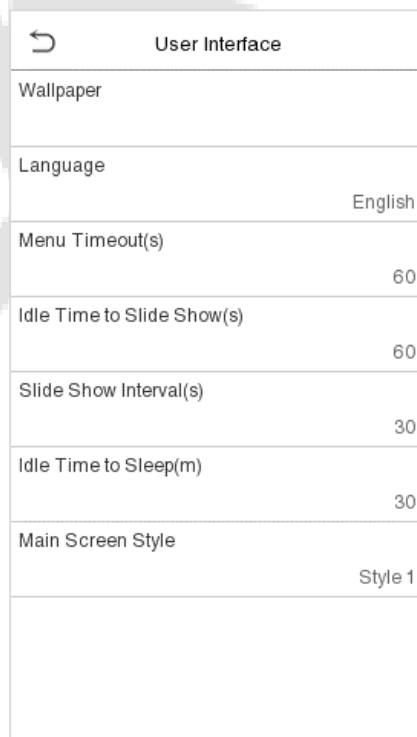 User Interface
Wallpaper
Language
English
Menu Timeout(s)
60
Idle Time to Slide Show(s)
60
Slide Show Interval(s)
30
Idle Time to Sleep(m)
30
Main Screen Style
Style 1